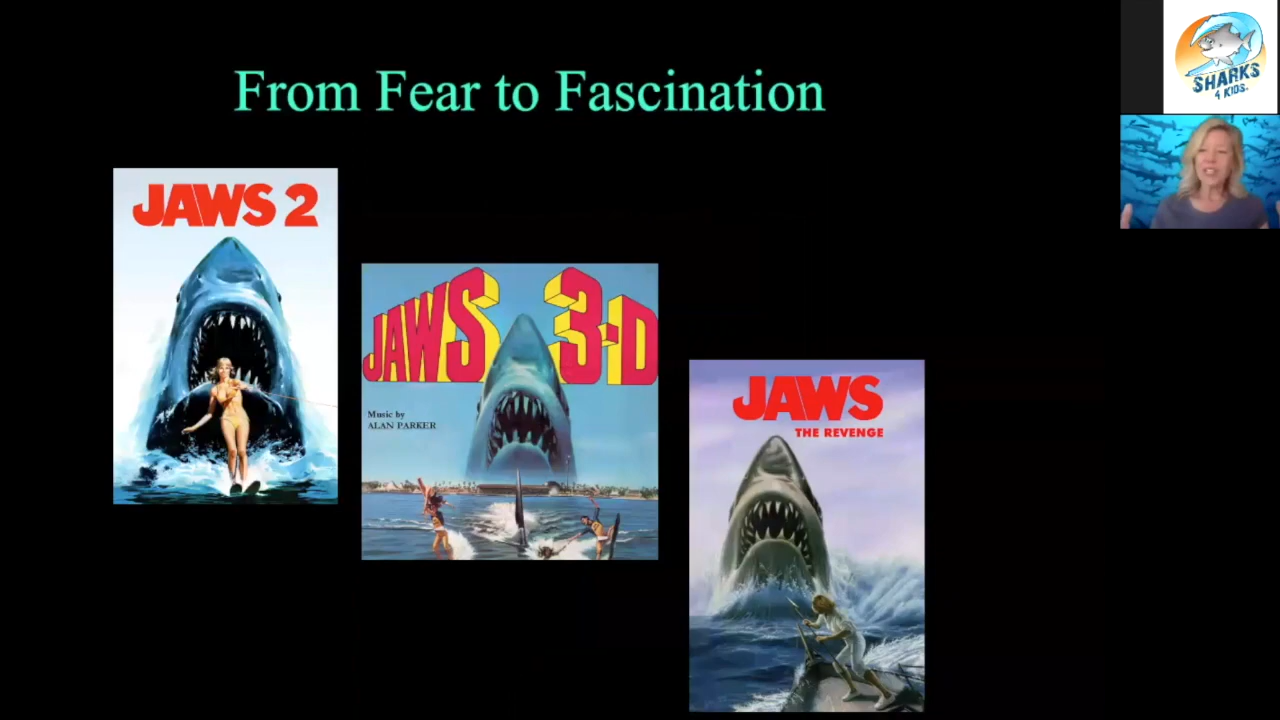 From Fear to Fascination
JAWS 2
JAWS 3-D
Music by
ALAN PARKER
JAWS
THE REVENGE
SHARKS
4 KIDS